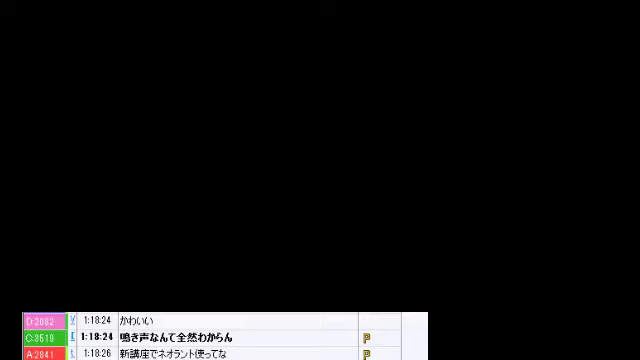 D:2082 V 1:18:24 かわいい
C:3519 E 1:18:24 鳴き声なんて全然わからん P
A:2841 t 1:18:26 新講座でネオラント使ってな P